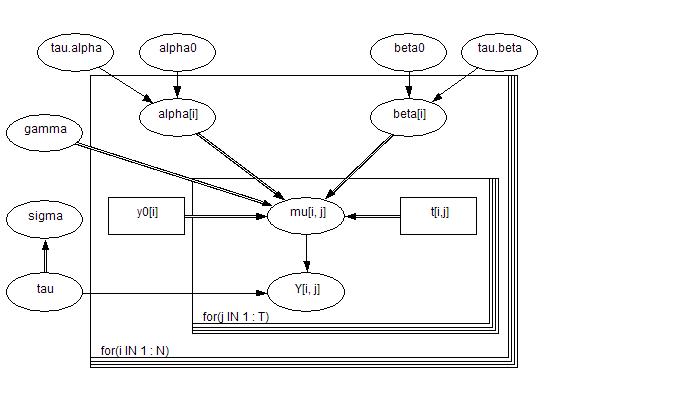 tau.alpha
alpha0
beta0
tau.beta
alpha[i]
beta[i]
gamma
y0[i]
mu[i, j]
t[i,j]
sigma
tau
Y[i, j]
for(j IN 1 : T)
for(i IN 1 : N)